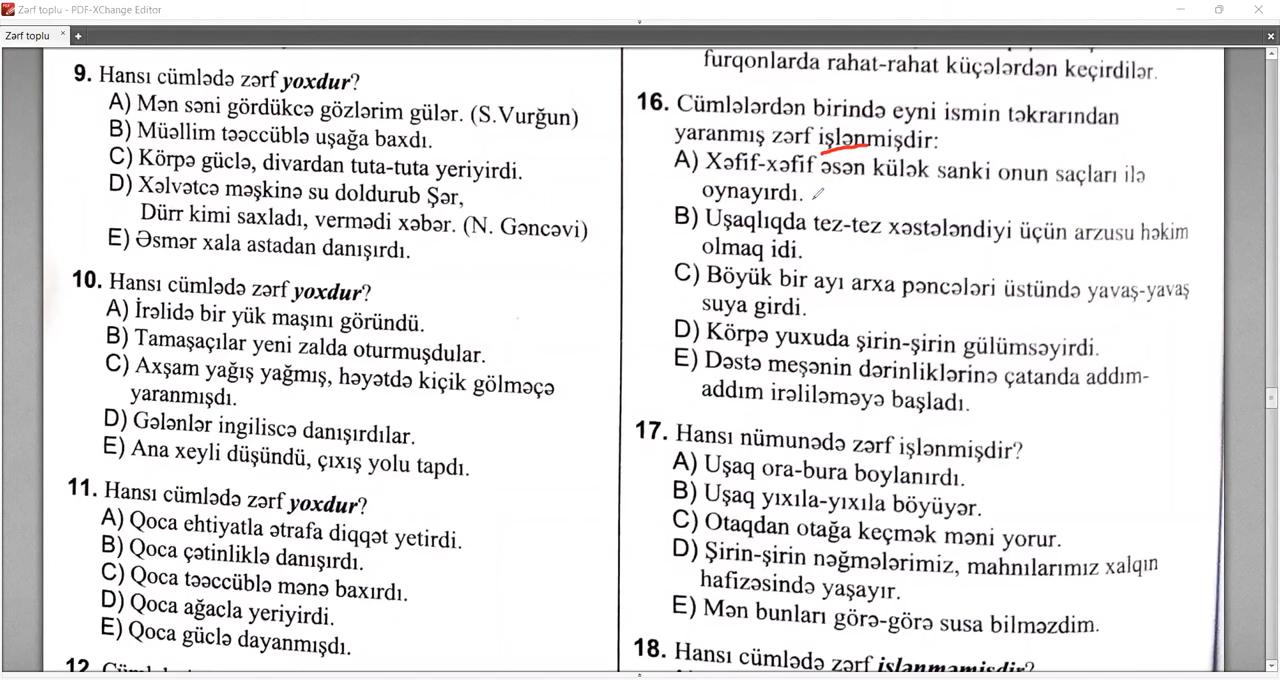 Zərf toplu - PDF-XChange Editor
Zərf toplu
9. Hansı cümlədə zərf yoxdur?
A) Mən səni gördükcə gözlərim gülər. (S.Vurğun)
B) Müəllim təəccüblə uşağa baxdı.
C) Körpə güclə, divardan tuta-tuta yeriyirdi.
D) Xəlvətcə məşkinə su doldurub Şər,
Dürr kimi saxladı, vermədi xəbər. (N. Gəncəvi)
E) Əsmər xala astadan danışırdı.
10. Hansı cümlədə zərf yoxdur?
A) İrəlidə bir yük maşını göründü.
B) Tamaşaçılar yeni zalda oturmuşdular.
C) Axşam yağış yağmış, həyətdə kiçik gölməçə
yaranmışdı.
D) Gələnlər ingiliscə danışırdılar.
E) Ana xeyli düşündü, çıxış yolu tapdı.
11. Hansı cümlədə zərf yoxdur?
A) Qoca ehtiyatla ətrafa diqqət yetirdi.
B) Qoca çətinliklə danışırdı.
C) Qoca təəccüblə mənə baxırdı.
D) Qoca ağacla yeriyirdi.
E) Qoca güclə dayanmışdı.
12.
furqonlarda rahat-rahat küçələrdən keçirdilər.
16. Cümlələrdən birində eyni ismin təkrarından
yaranmış zərf işlənmişdir:
A) Xəfif-xəfif əsən külək sanki onun saçları ilə
oynayırdı.
B) Uşaqlıqda tez-tez xəstələndiyi üçün arzusu həkim
olmaq idi.
C) Böyük bir ayı arxa pəncələri üstündə yavaş-yavaş
suya girdi.
D) Körpə yuxuda şirin-şirin gülümsəyirdi.
E) Dəstə meşənin dərinliklərinə çatanda addım-
addım irəliləməyə başladı.
17. Hansı nümunədə zərf işlənmişdir?
A) Uşaq ora-bura boylanırdı.
B) Uşaq yıxıla-yıxıla böyüyər.
C) Otaqdan otağa keçmək məni yorur.
D) Şirin-şirin nəğmələrimiz, mahnılarımız xalqın
hafizəsində yaşayır.
E) Mən bunları görə-görə susa bilməzdim.
18. Hansı cümlədə zərf işlənməmişdir?